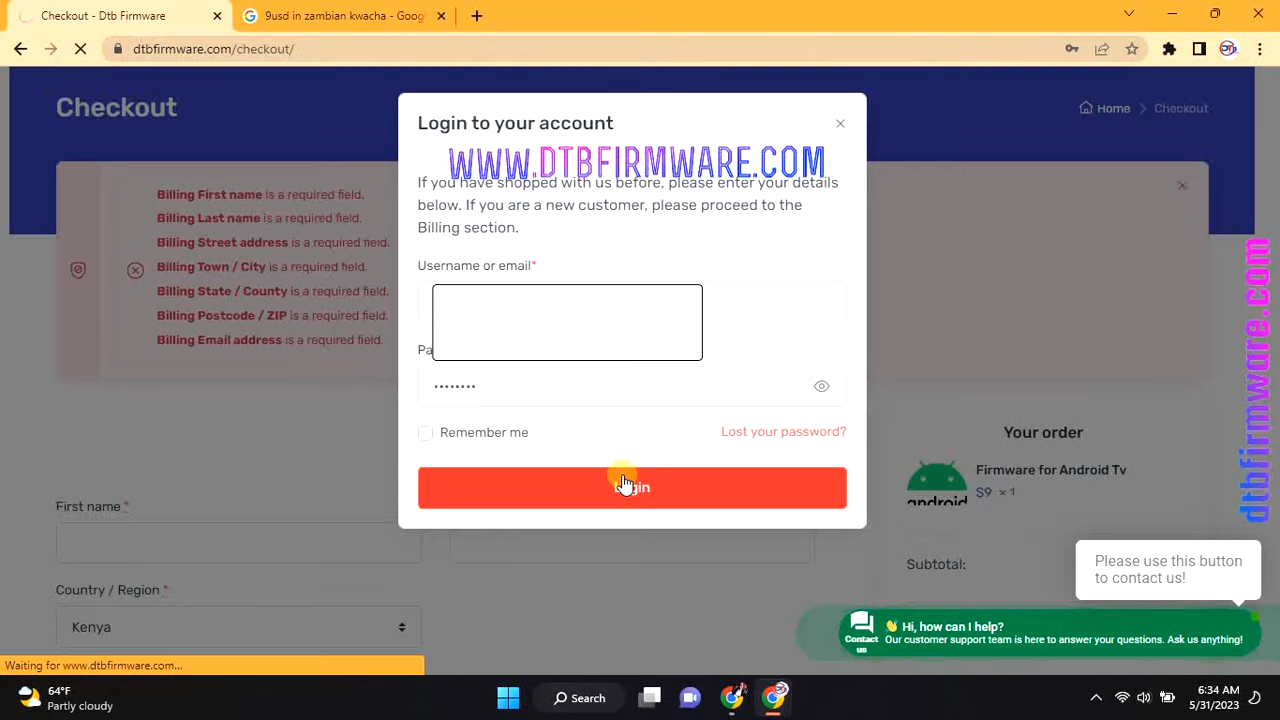 Checkout - Dtb Firmware
9usd in zambian kwacha - Goog
dtbfirmware.com/checkout/
Checkout
Home
Checkout
Login to your account
WWW.DTBFIRMWARE.COM
If you have shopped with us before, please enter your details
below. If you are a new customer, please proceed to the
Billing section.
Billing First name is a required field.
Billing Last name is a required field.
Billing Street address is a required field.
Billing Town / City is a required field.
Billing State / County is a required field.
Billing Postcode / ZIP is a required field.
Billing Email address is a required field.
Username or email*
Pa
••••••••
Remember me
Lost your password?
Login
dtbfirmware.com
Your order
Firmware for Android Tv
$9 × 1
android
Subtotal:
First name *
Country / Region *
Kenya
Please use this button
to contact us!
Contact
us
👋 Hi, how can I help?
Our customer support team is here to answer your questions. Ask us anything!
Waiting for www.dtbfirmware.com...
64°F
Partly cloudy
Search
6:34 AM
5/31/2023